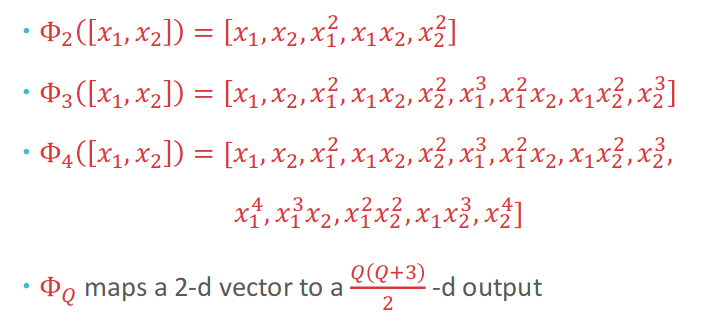 • Φ₂([x₁, x₂]) = [x₁, x₂, x₁², x₁x₂, x₂²]
• Φ₃([x₁, x₂]) = [x₁, x₂, x₁², x₁x₂, x₂², x₁³, x₁²x₂, x₁x₂², x₂³]
• Φ₄([x₁, x₂]) = [x₁, x₂, x₁², x₁x₂, x₂², x₁³, x₁²x₂, x₁x₂², x₂³,
x₁⁴, x₁³x₂, x₁²x₂², x₁x₂³, x₂⁴]
• Φ_Q maps a 2-d vector to a Q(Q+3)/2 -d output